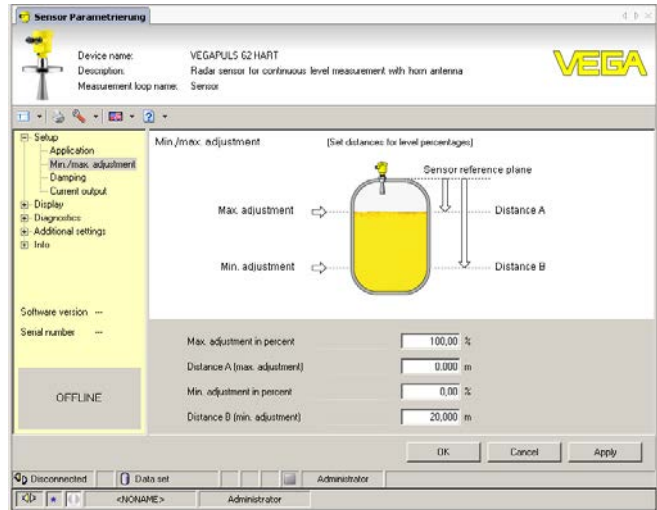 Sensor Parametrierung
Device name: VEGAPULS 62 HART
Description: Radar sensor for continuous level measurement with horn antenna
Measurement loop name: Sensor
VEGA
Setup
Application
Min./max. adjustment
Damping
Current output
Display
Diagnostics
Additional settings
Info
Software version ---
Serial number ---
OFFLINE
Min./max. adjustment (Set distances for level percentages)
Sensor reference plane
Max. adjustment Distance A
Min. adjustment Distance B
Max. adjustment in percent 100,00 %
Distance A (max. adjustment) 0.000 m
Min. adjustment in percent 0,00 %
Distance B (min. adjustment) 20,000 m
OK Cancel Apply
Disconnected Data set Administrator
<NONAME> Administrator